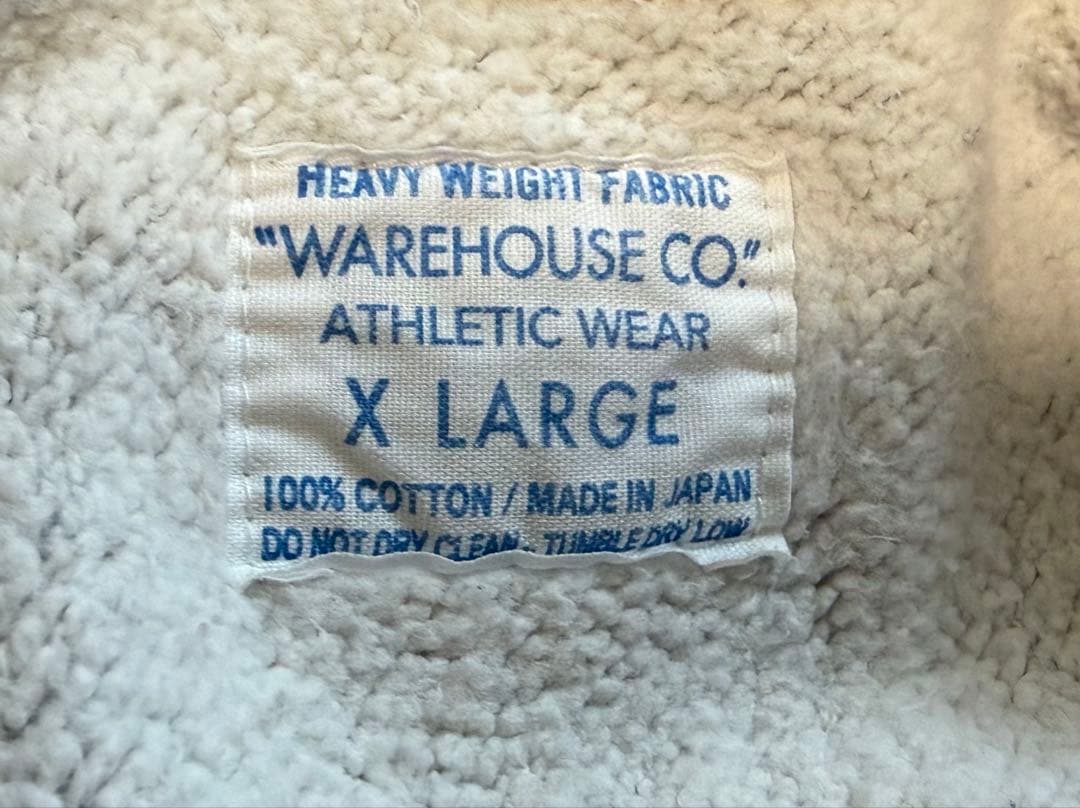 HEAVY WEIGHT FABRIC
"WAREHOUSE CO."
ATHLETIC WEAR
X LARGE
100% COTTON / MADE IN JAPAN
DO NOT DRY CLEAN - TUMBLE DRY LOW